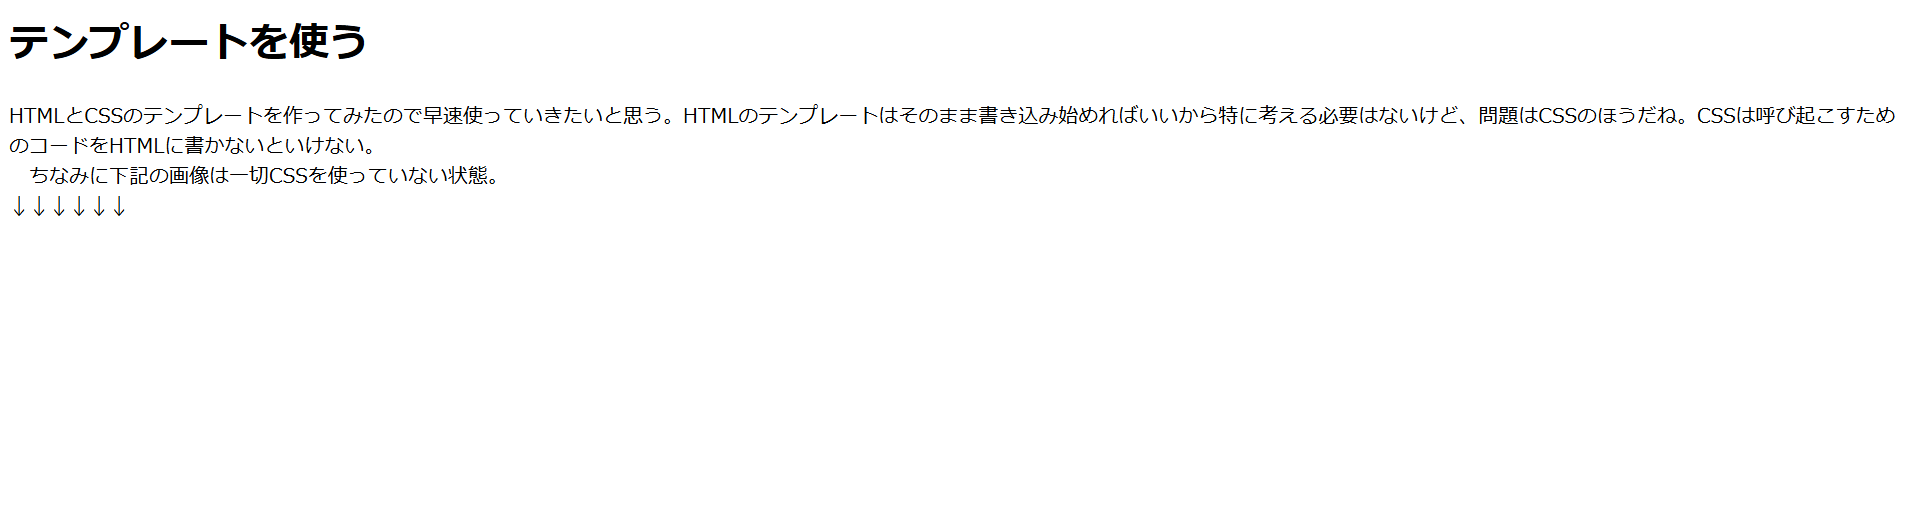 テンプレートを使う
HTMLとCSSのテンプレートを作ってみたので早速使っていきたいと思う。HTMLのテンプレートはそのまま書き込み始めればいいから特に考える必要はないけど、問題はCSSのほうだね。CSSは呼び起こすため
のコードをHTMLに書かないといけない。
　ちなみに下記の画像は一切CSSを使っていない状態。
↓↓↓↓↓↓